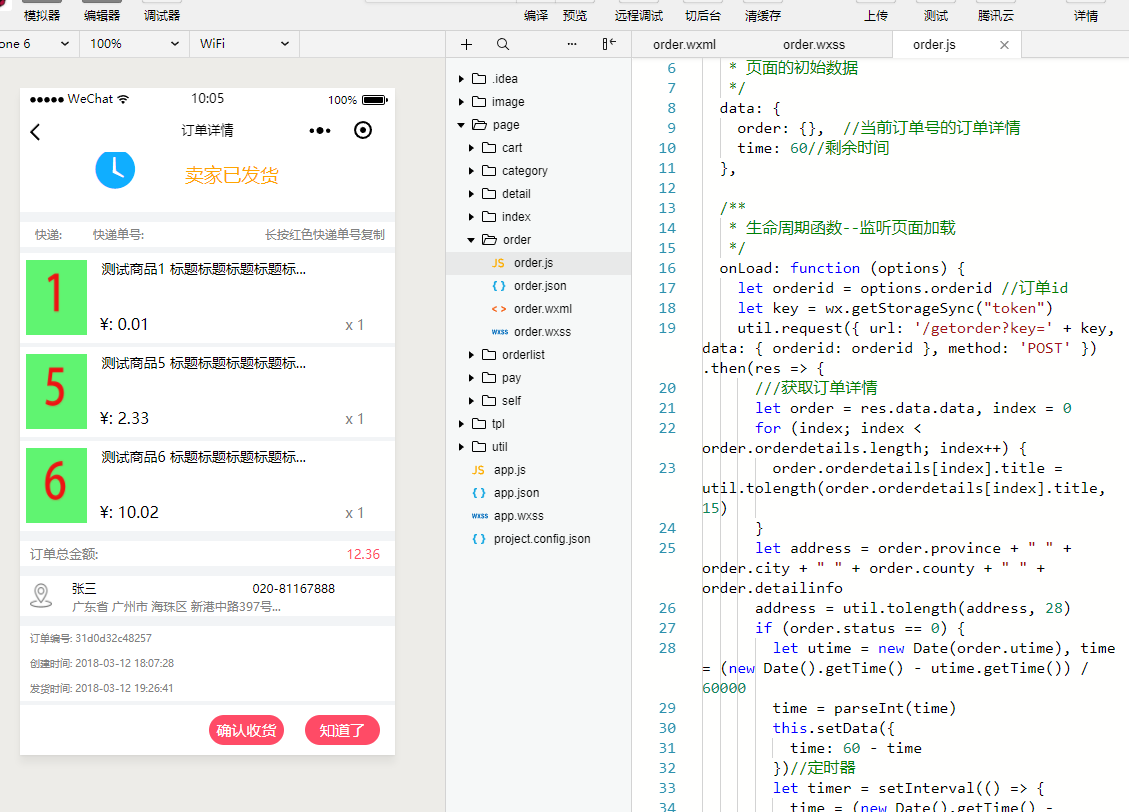 模拟器 编辑器 调试器 编译 预览 远程调试 切后台 清缓存 上传 测试 腾讯云 详情
one 6 100% WiFi
order.wxml order.wxss order.js
WeChat 10:05 100%
订单详情
卖家已发货
快递: 快递单号: 长按红色快递单号复制
1
测试商品1 标题标题标题标题标...
¥: 0.01 x 1
5
测试商品5 标题标题标题标题标...
¥: 2.33 x 1
6
测试商品6 标题标题标题标题标...
¥: 10.02 x 1
订单总金额: 12.36
张三 020-81167888
广东省 广州市 海珠区 新港中路397号...
订单编号: 31d0d32c48257
创建时间: 2018-03-12 18:07:28
发货时间: 2018-03-12 19:26:41
确认收货 知道了
.idea
image
page
cart
category
detail
index
order
JS order.js
{ } order.json
< > order.wxml
wxss order.wxss
orderlist
pay
self
tpl
util
JS app.js
{ } app.json
wxss app.wxss
{ } project.config.json
6 * 页面的初始数据
7 */
8 data: {
9 order: {}, //当前订单号的订单详情
10 time: 60//剩余时间
11 },
12
13 /**
14 * 生命周期函数--监听页面加载
15 */
16 onLoad: function (options) {
17 let orderid = options.orderid //订单id
18 let key = wx.getStorageSync("token")
19 util.request({ url: '/getorder?key=' + key,
data: { orderid: orderid }, method: 'POST' })
.then(res => {
20 ///获取订单详情
21 let order = res.data.data, index = 0
22 for (index; index <
order.orderdetails.length; index++) {
23 order.orderdetails[index].title =
util.tolength(order.orderdetails[index].title,
15)
24 }
25 let address = order.province + " " +
order.city + " " + order.county + " " +
order.detailinfo
26 address = util.tolength(address, 28)
27 if (order.status == 0) {
28 let utime = new Date(order.utime), time
= (new Date().getTime() - utime.getTime()) /
60000
29 time = parseInt(time)
30 this.setData({
31 time: 60 - time
32 })//定时器
33 let timer = setInterval(() => {
34 time = (new Date().getTime() -